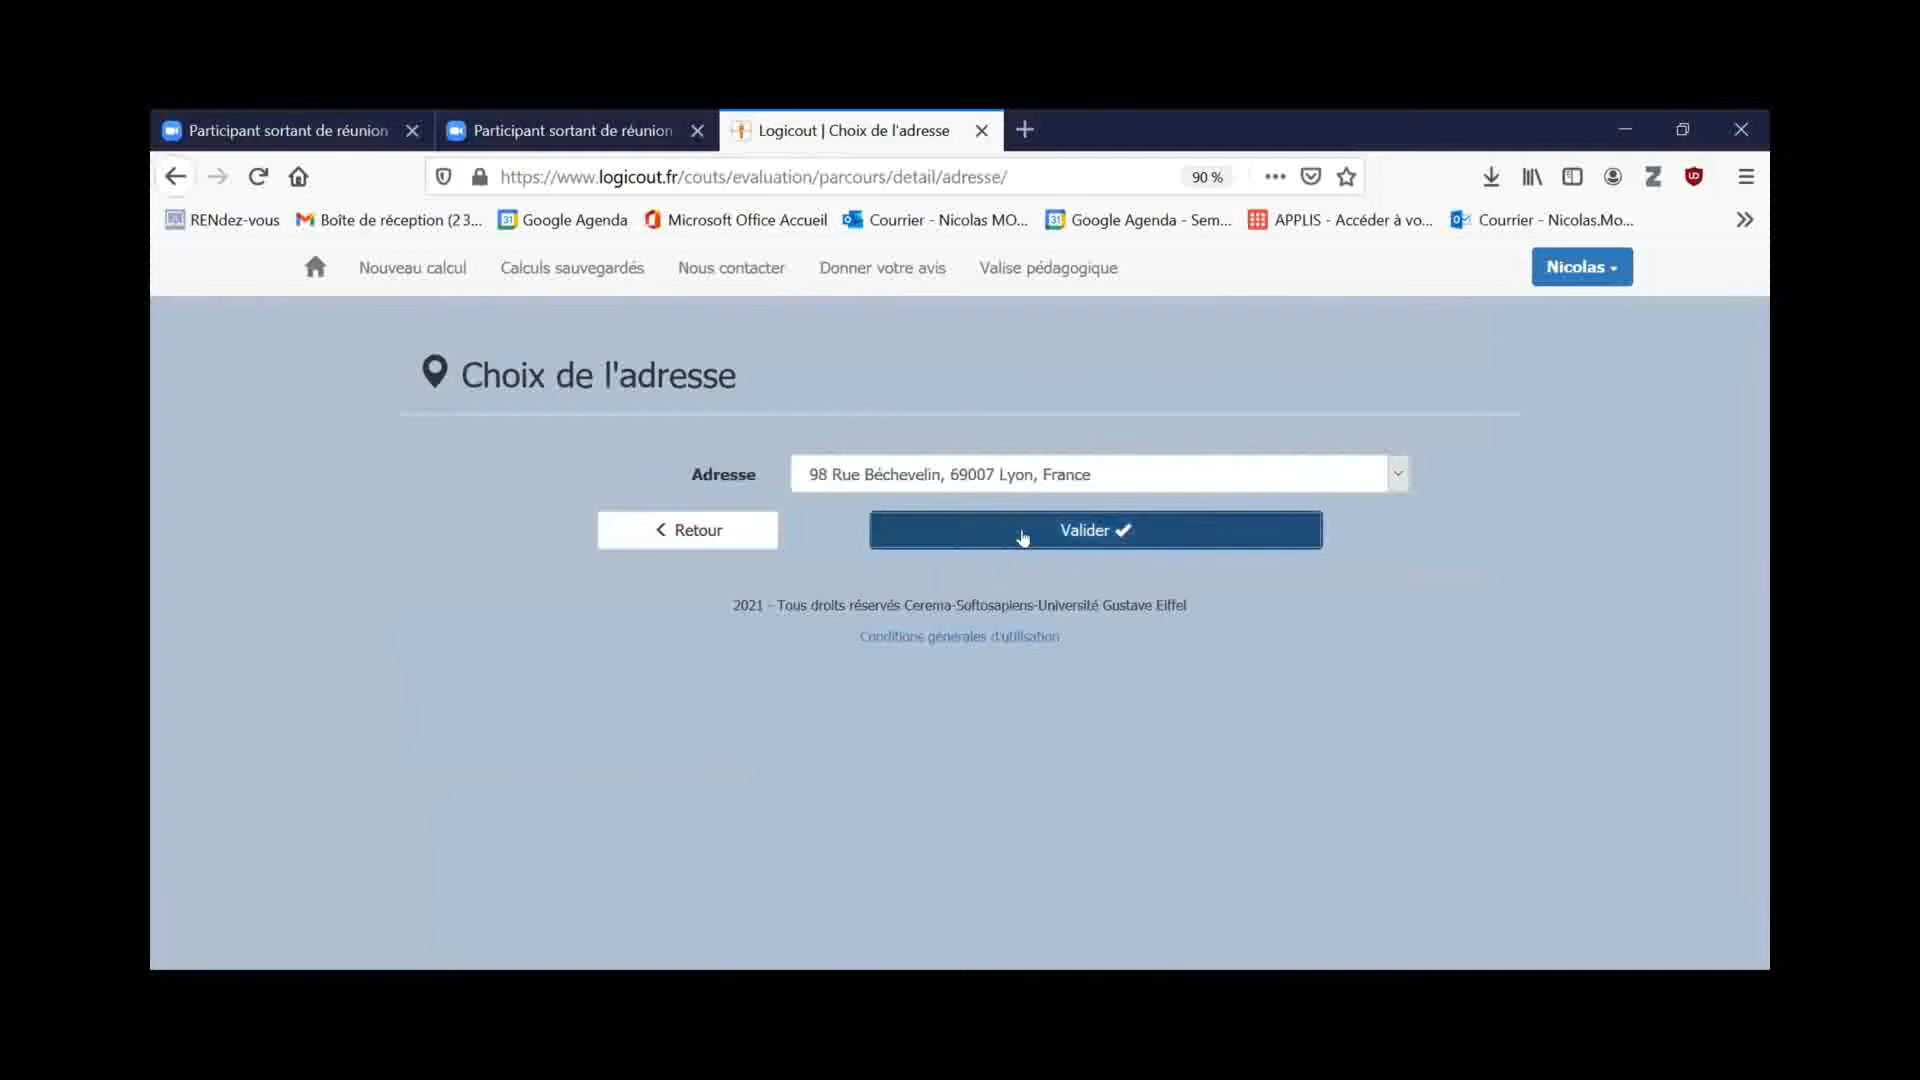 Participant sortant de réunion
Participant sortant de réunion
Logicout | Choix de l'adresse
https://www.logicout.fr/couts/evaluation/parcours/detail/adresse/
90 %
RENdez-vous
Boîte de réception (2 3...
Google Agenda
Microsoft Office Accueil
Courrier - Nicolas MO...
Google Agenda - Sem...
APPLIS - Accéder à vo...
Courrier - Nicolas.Mo...
Nouveau calcul
Calculs sauvegardés
Nous contacter
Donner votre avis
Valise pédagogique
Nicolas
Choix de l'adresse
Adresse
98 Rue Béchevelin, 69007 Lyon, France
Retour
Valider
2021 - Tous droits réservés Cerema-Softosapiens-Université Gustave Eiffel
Conditions générales d'utilisation